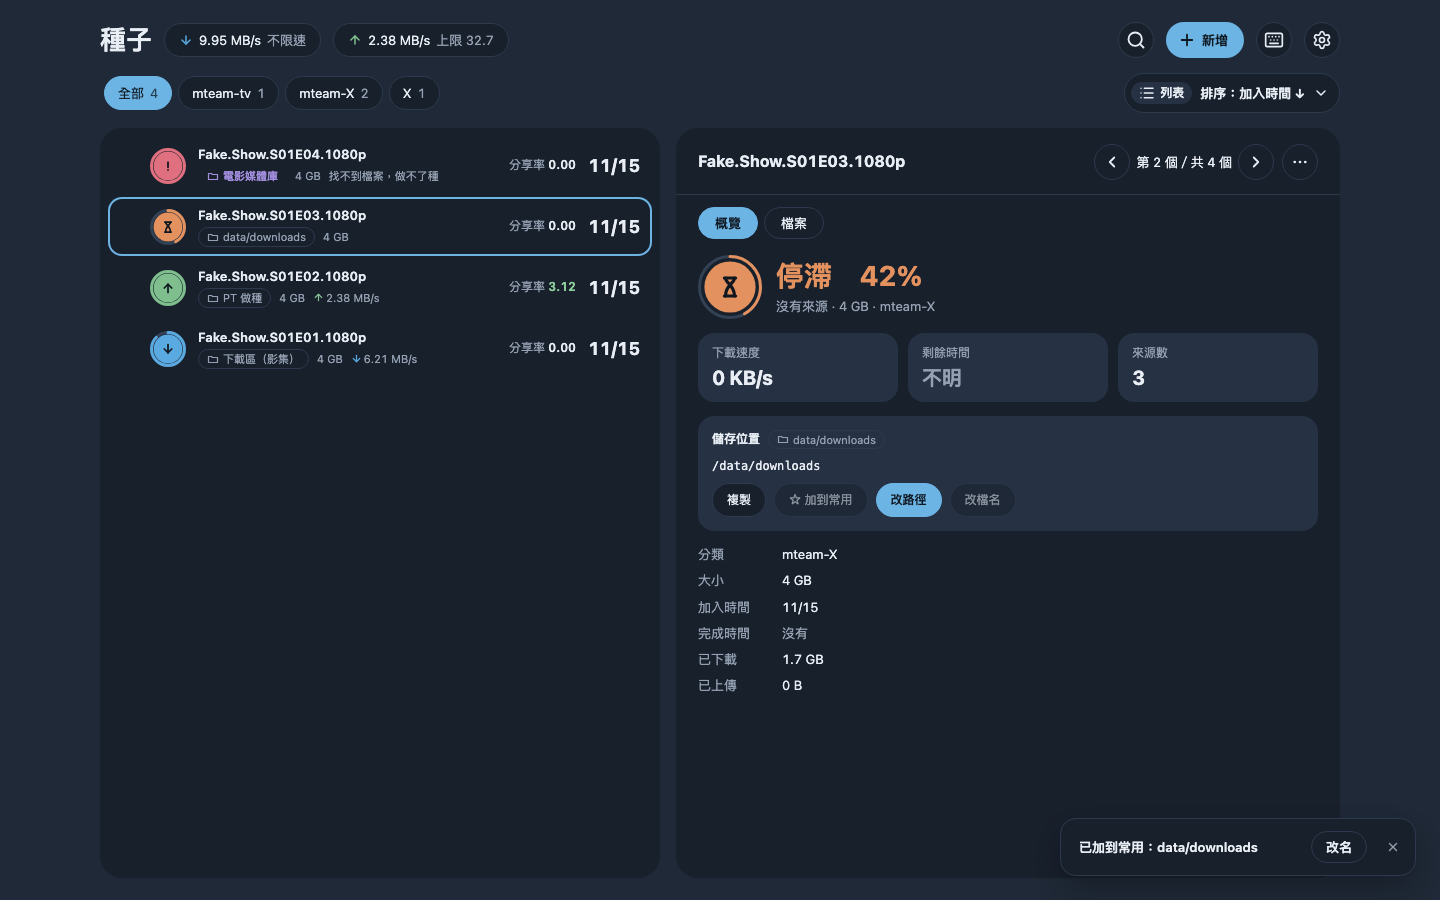 種子
9.95 MB/s 不限速
2.38 MB/s 上限 32.7
新增
全部 4
mteam-tv 1
mteam-X 2
X 1
列表
排序：加入時間
Fake.Show.S01E04.1080p
電影媒體庫 4 GB 找不到檔案，做不了種
分享率 0.00 11/15
Fake.Show.S01E03.1080p
data/downloads 4 GB
分享率 0.00 11/15
Fake.Show.S01E02.1080p
PT 做種 4 GB 2.38 MB/s
分享率 3.12 11/15
Fake.Show.S01E01.1080p
下載區（影集） 4 GB 6.21 MB/s
分享率 0.00 11/15
Fake.Show.S01E03.1080p
第 2 個 / 共 4 個
概覽
檔案
停滯 42%
沒有來源 · 4 GB · mteam-X
下載速度
0 KB/s
剩餘時間
不明
來源數
3
儲存位置 data/downloads
/data/downloads
複製
加到常用
改路徑
改檔名
分類 mteam-X
大小 4 GB
加入時間 11/15
完成時間 沒有
已下載 1.7 GB
已上傳 0 B
已加到常用：data/downloads
改名